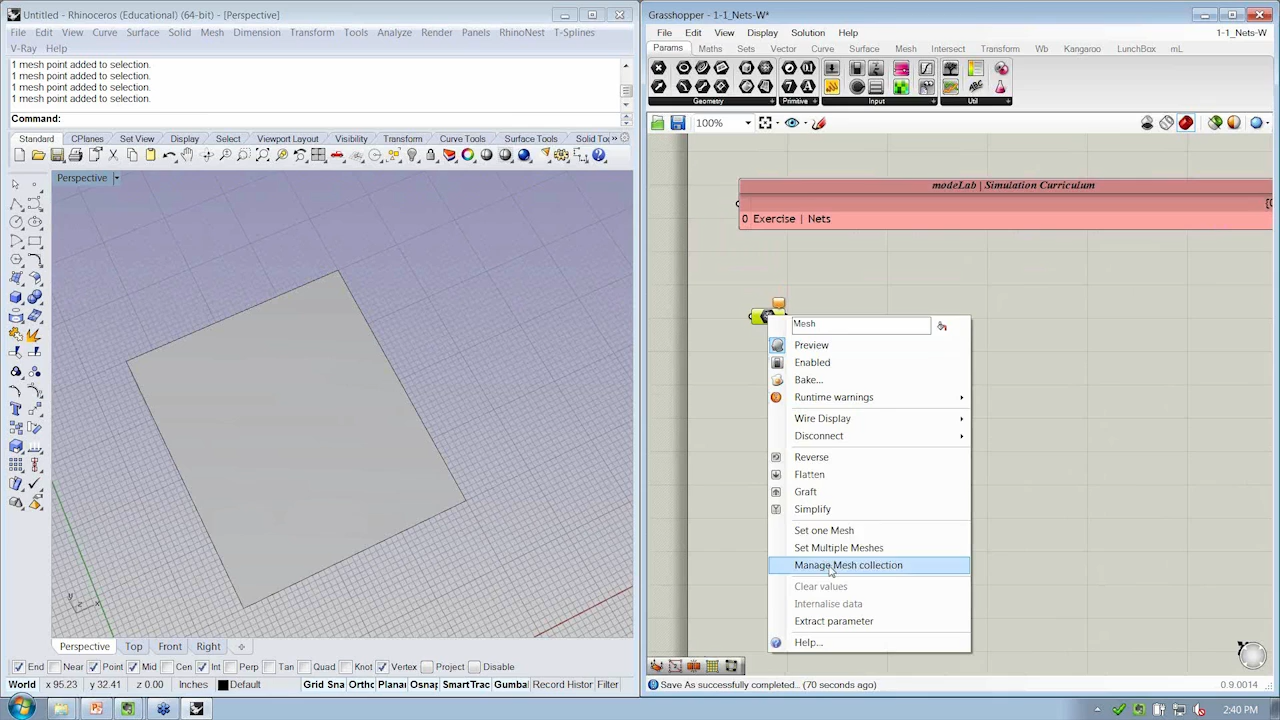 Untitled - Rhinoceros (Educational) (64-bit) - [Perspective]
File Edit View Curve Surface Solid Mesh Dimension Transform Tools Analyze Render Panels RhinoNest T-Splines
V-Ray Help
1 mesh point added to selection.
1 mesh point added to selection.
1 mesh point added to selection.
1 mesh point added to selection.
Command:
Standard CPlanes Set View Display Select Viewport Layout Visibility Transform Curve Tools Surface Tools Solid To
Perspective
y
x
z
Perspective Top Front Right
End Near Point Mid Cen Int Perp Tan Quad Knot Vertex Project Disable
World x 95.23 y 32.41 z 0.00 Inches Default Grid Sna Ortho Planar Osnap SmartTrac Gumba Record Histor Filter
Grasshopper - 1-1_Nets-W*
File Edit View Display Solution Help 1-1_Nets-W
Params Maths Sets Vector Curve Surface Mesh Intersect Transform Wb Kangaroo LunchBox mL
Geometry Primitive Input Util
100%
modeLab | Simulation Curriculum
0 Exercise | Nets
Mesh
Preview
Enabled
Bake...
Runtime warnings
Wire Display
Disconnect
Reverse
Flatten
Graft
Simplify
Set one Mesh
Set Multiple Meshes
Manage Mesh collection
Clear values
Internalise data
Extract parameter
Help...
Save As successfully completed... (70 seconds ago) 0.9.0014
2:40 PM